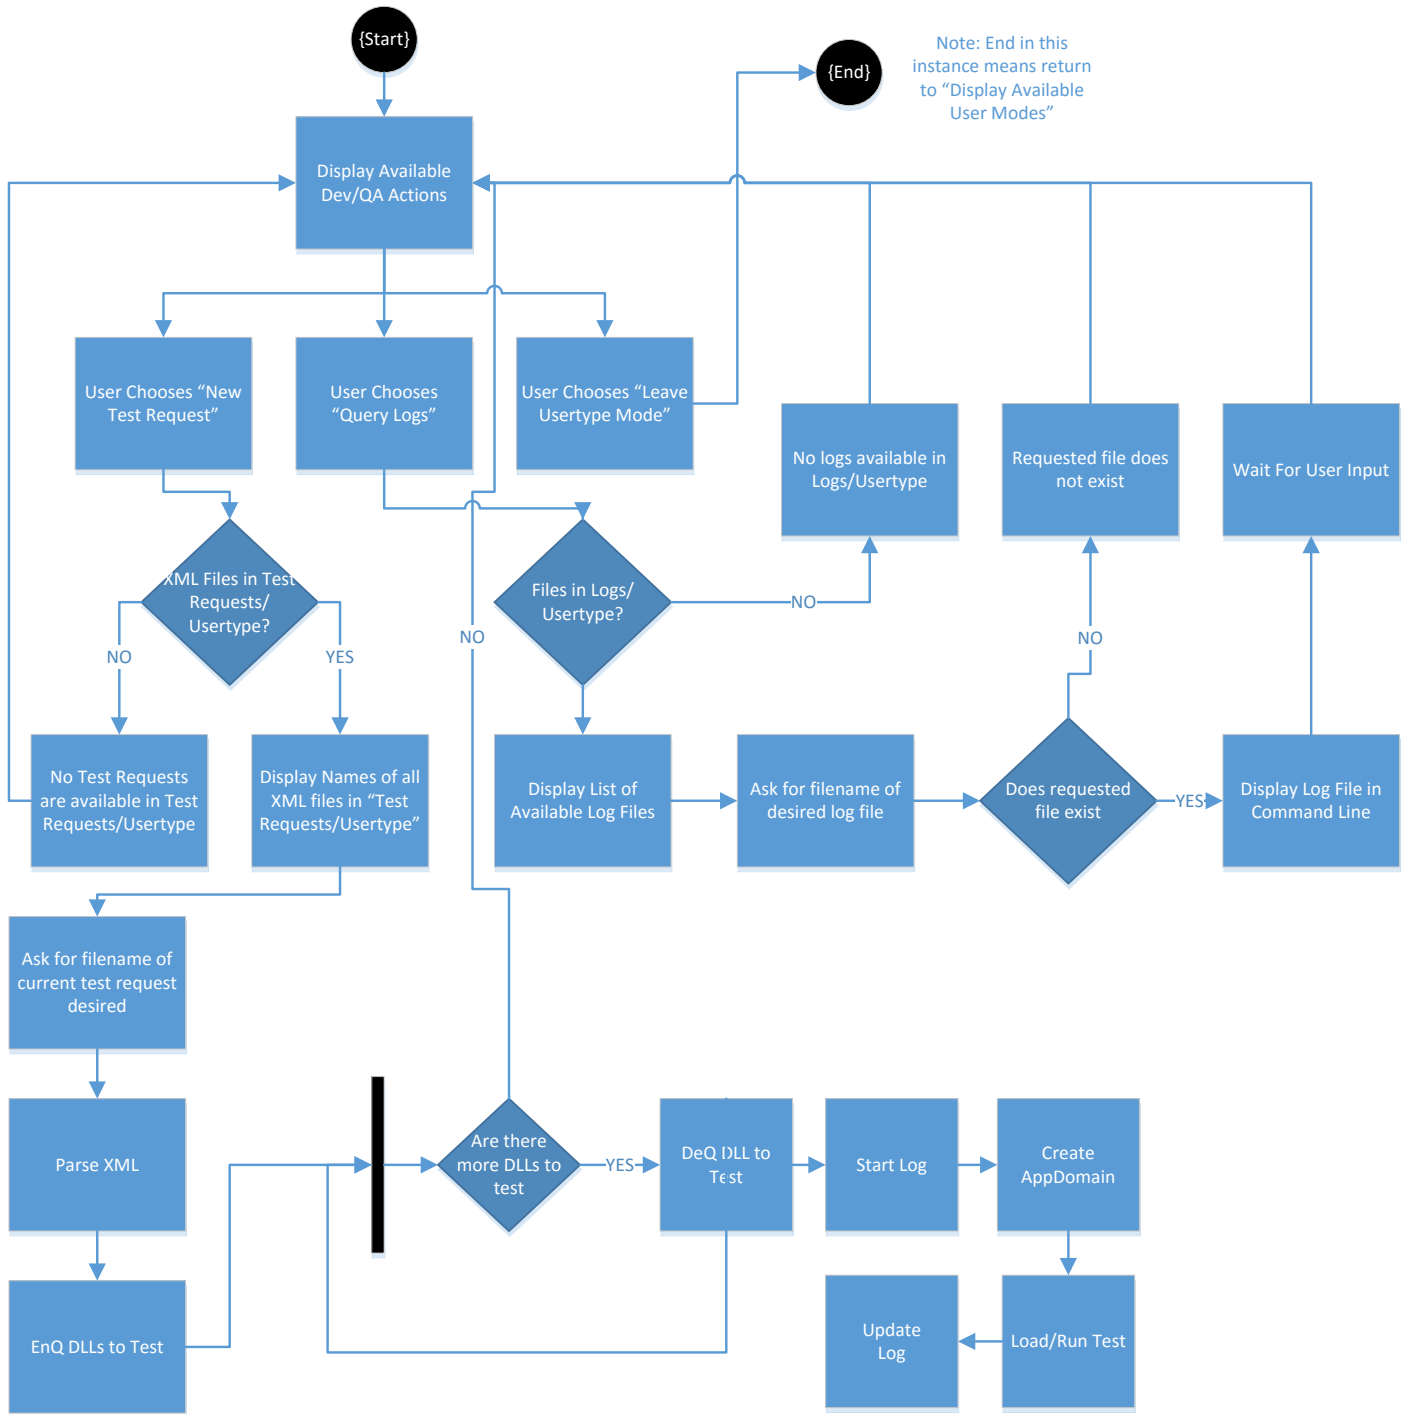 {Start}
{End}
Note: End in this
instance means return
to “Display Available
User Modes”
Display Available
Dev/QA Actions
User Chooses “New
Test Request”
User Chooses
“Query Logs”
User Chooses “Leave
Usertype Mode”
No logs available in
Logs/Usertype
Requested file does
not exist
Wait For User Input
XML Files in Test
Requests/
Usertype?
Files in Logs/
Usertype?
NO
NO
NO
NO
YES
No Test Requests
are available in Test
Requests/Usertype
Display Names of all
XML files in “Test
Requests/Usertype”
Display List of
Available Log Files
Ask for filename of
desired log file
Does requested
file exist
YES
Display Log File in
Command Line
Ask for filename of
current test request
desired
Parse XML
Are there
more DLLs to
test
YES
DeQ DLL to
Test
Start Log
Create
AppDomain
EnQ DLLs to Test
Update
Log
Load/Run Test